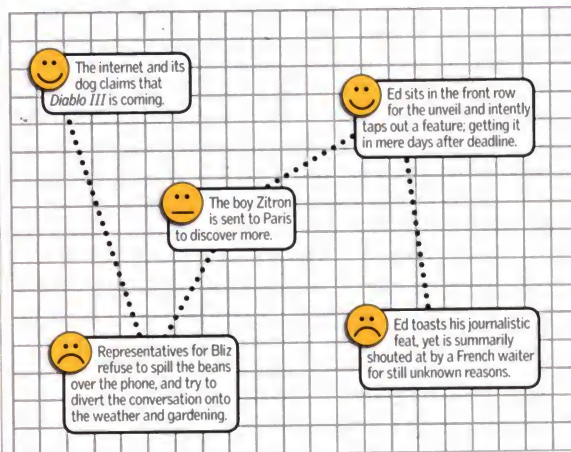 The internet and its
dog claims that
Diablo III is coming.
Representatives for Bliz
refuse to spill the beans
over the phone, and try to
divert the conversation onto
the weather and gardening.
The boy Zitron
is sent to Paris
to discover more.
Ed sits in the front row
for the unveil and intently
taps out a feature; getting it
in mere days after deadline.
Ed toasts his journalistic
feat, yet is summarily
shouted at by a French waiter
for still unknown reasons.